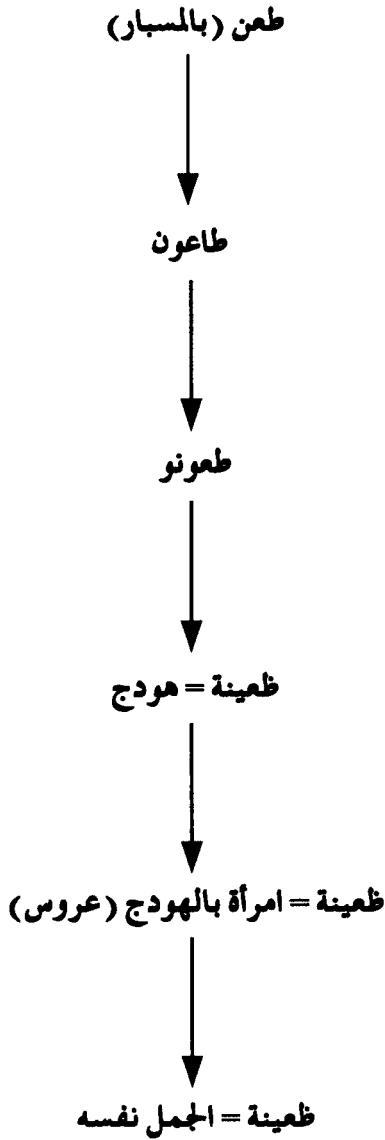 طعن (بالمسبار)
طاعون
طعونو
ظعينة = هودج
ظعينة = امرأة بالهودج (عروس)
ظعينة = الجمل نفسه